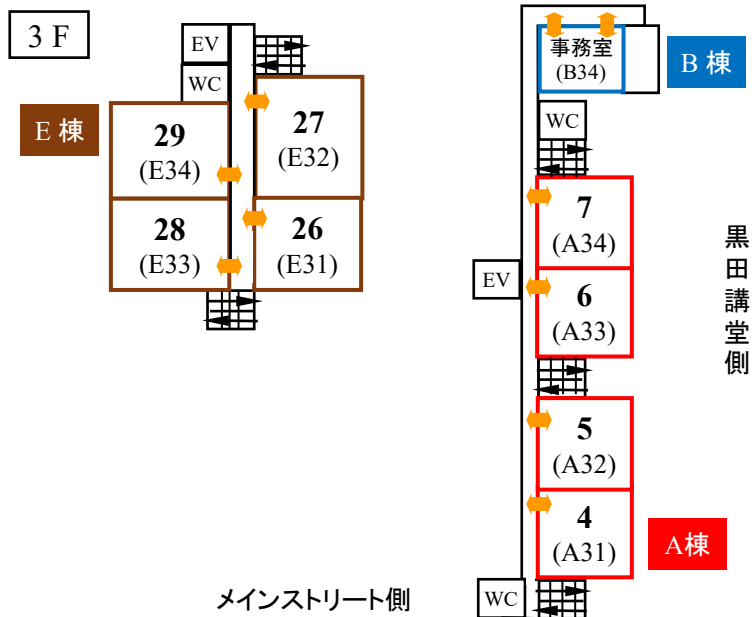 3 F
EV
WC
E 棟
29
(E34)
27
(E32)
28
(E33)
26
(E31)
事務室
(B34)
B 棟
WC
7
(A34)
EV
6
(A33)
5
(A32)
4
(A31)
A棟
WC
黒田講堂側
メインストリート側